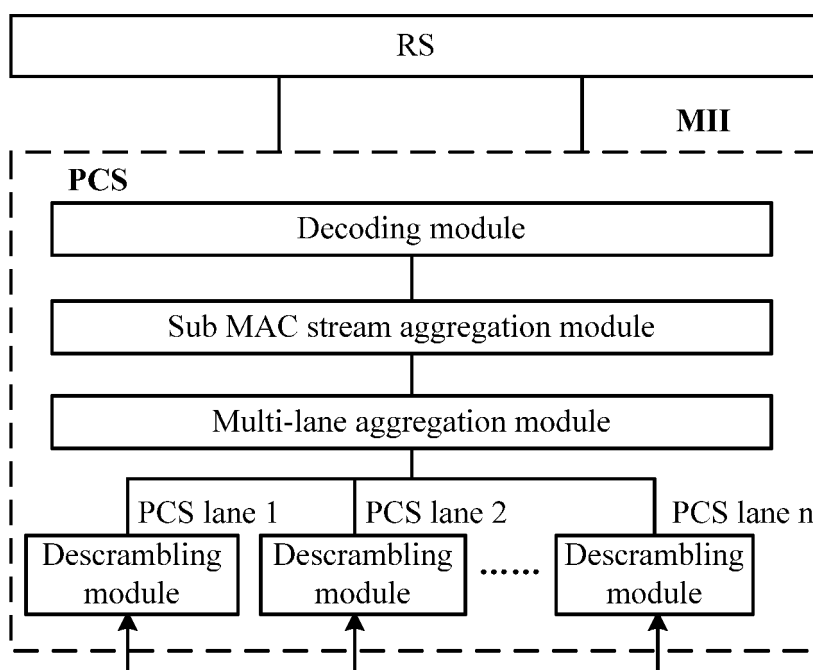 RS
MII
PCS
Decoding module
Sub MAC stream aggregation module
Multi-lane aggregation module
PCS lane 1
PCS lane 2
PCS lane n
Descrambling
module
Descrambling
module
......
Descrambling
module